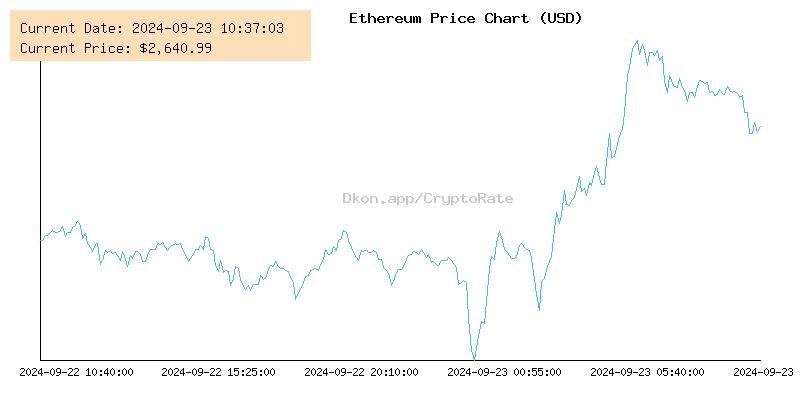 Ethereum Price Chart (USD)
Current Date: 2024-09-23 10:37:03
Current Price: $2,640.99
Dkon.app/CryptoRate
2024-09-22 10:40:00 2024-09-22 15:25:00 2024-09-22 20:10:00 2024-09-23 00:55:00 2024-09-23 05:40:00 2024-09-23